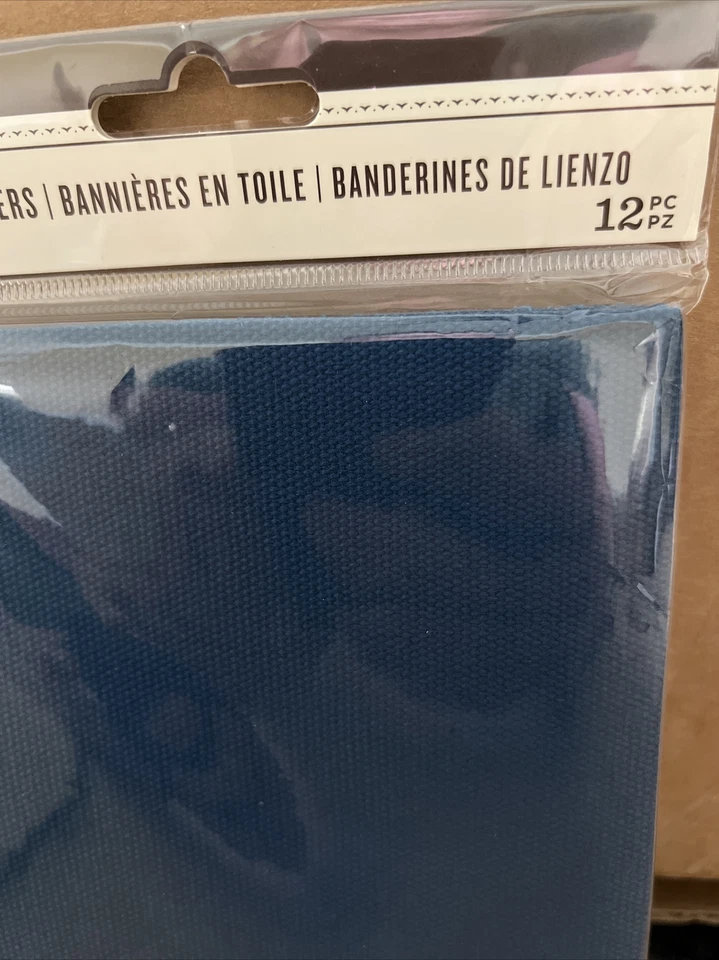 ERS | BANNIÈRES EN TOILE | BANDERINES DE LIENZO
12 PC
PZ